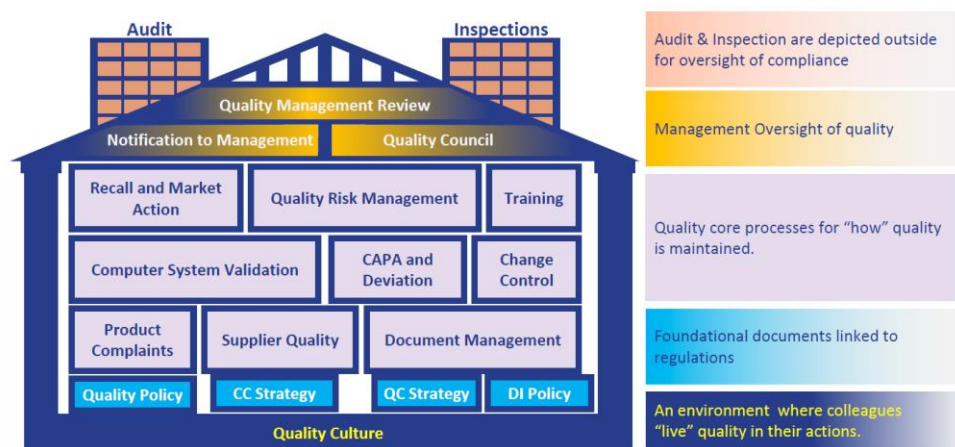 Audit
Inspections
Quality Management Review
Notification to Management
Quality Council
Recall and Market
Action
Quality Risk Management
Training
Computer System Validation
CAPA and
Deviation
Change
Control
Product
Complaints
Supplier Quality
Document Management
Quality Policy
CC Strategy
QC Strategy
DI Policy
Quality Culture
Audit & Inspection are depicted outside
for oversight of compliance
Management Oversight of quality
Quality core processes for “how” quality
is maintained.
Foundational documents linked to
regulations
An environment where colleagues
“live” quality in their actions.